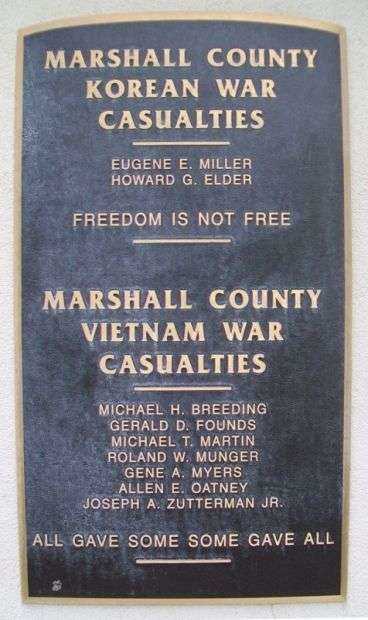 MARSHALL COUNTY
KOREAN WAR
CASUALTIES
EUGENE E. MILLER
HOWARD G. ELDER
FREEDOM IS NOT FREE
MARSHALL COUNTY
VIETNAM WAR
CASUALTIES
MICHAEL H. BREEDING
GERALD D. FOUNDS
MICHAEL T. MARTIN
ROLAND W. MUNGER
GENE A. MYERS
ALLEN E. OATNEY
JOSEPH A. ZUTTERMAN JR.
ALL GAVE SOME SOME GAVE ALL